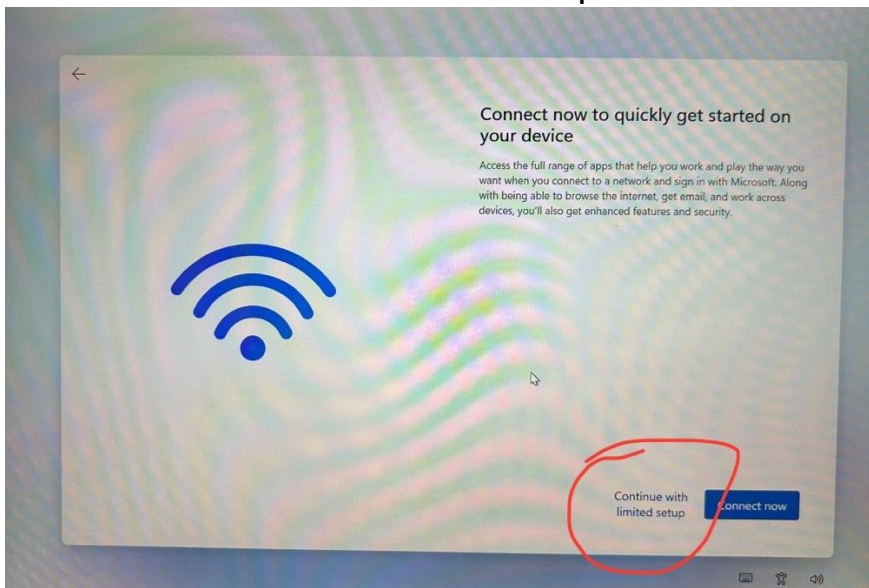 Connect now to quickly get started on
your device
Access the full range of apps that help you work and play the way you
want when you connect to a network and sign in with Microsoft. Along
with being able to browse the internet, get email, and work across
devices, you'll also get enhanced features and security.
Continue with
limited setup
Connect now